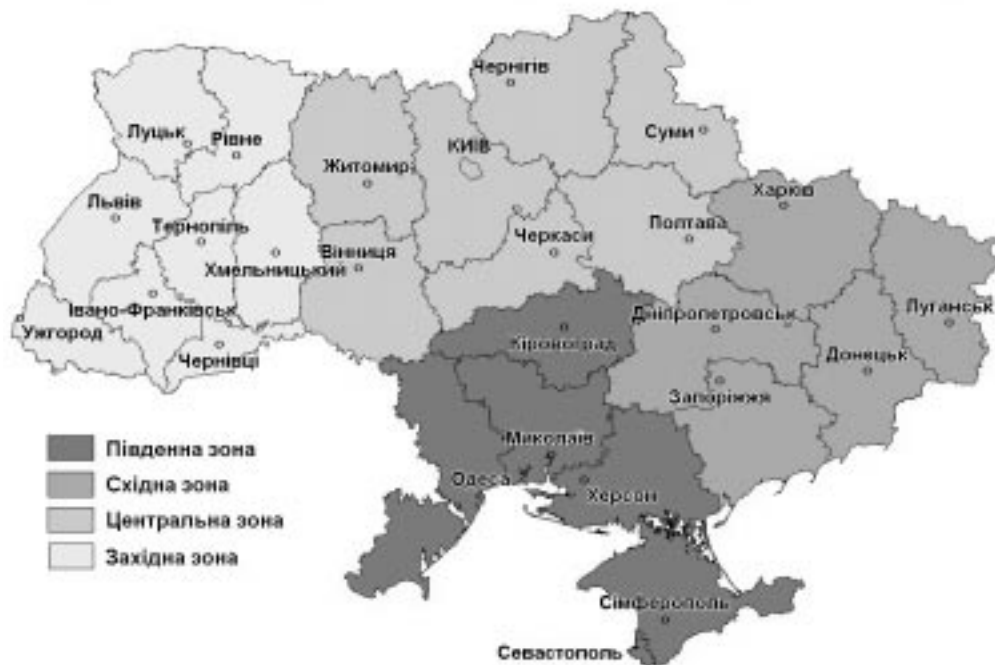 Чернігів
Луцьк
Рівне
КИЇВ
Суми
Житомир
Харків
Львів
Тернопіль
Черкаси
Полтава
Хмельницький
Вінниця
Івано-Франківськ
Луганськ
Ужгород
Дніпропетровськ
Чернівці
Кіровоград
Донецьк
Запоріжжя
Південна зона
Миколаїв
Східна зона
Одеса
Херсон
Центральна зона
Західна зона
Сімферополь
Севастополь